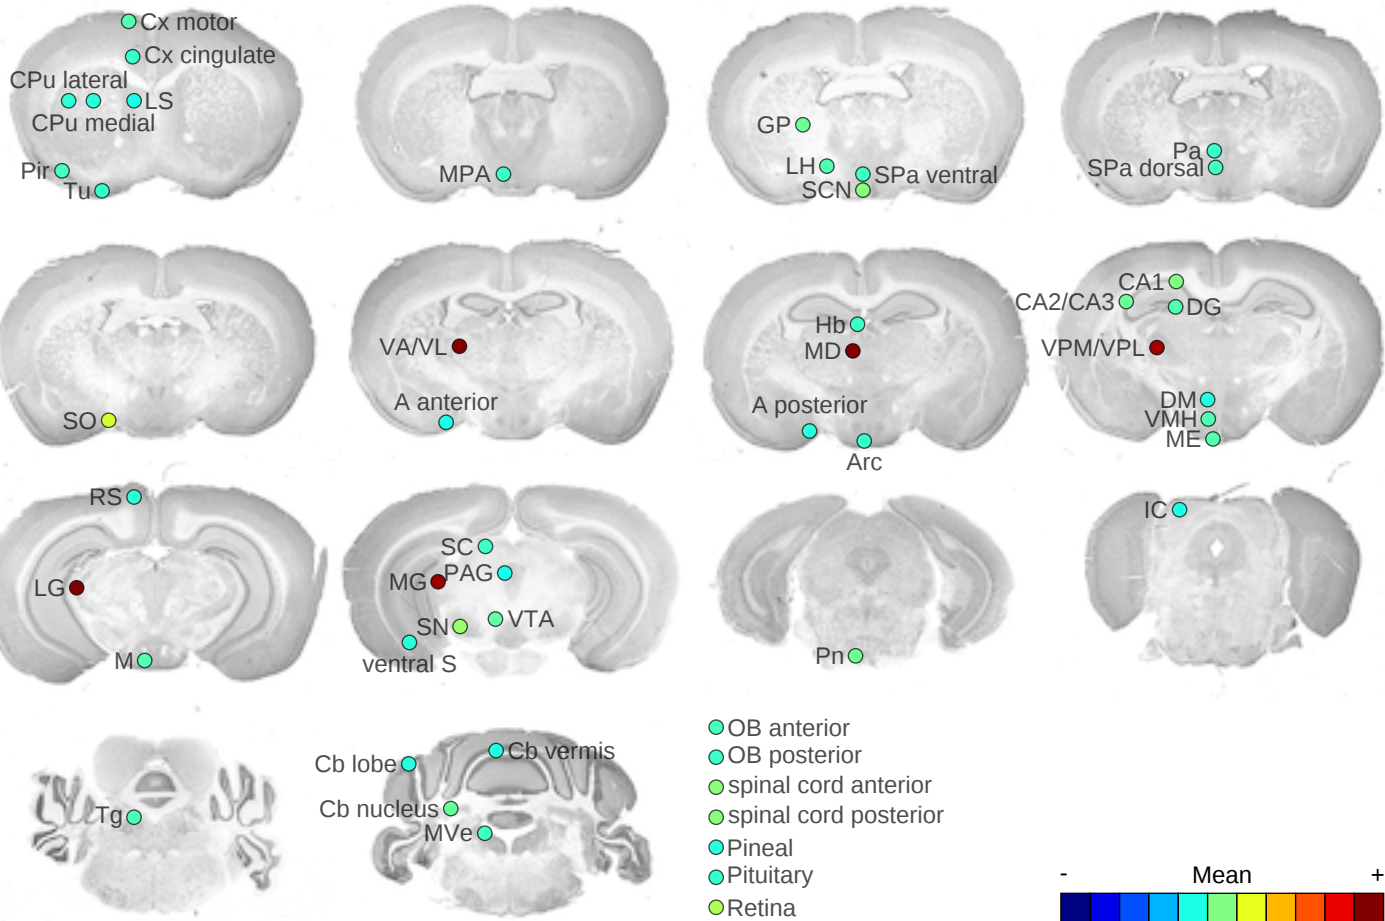 Cx motor
Cx cingulate
CPu lateral
LS
CPu medial
Pir
Tu
MPA
GP
LH
SPa ventral
SCN
Pa
SPa dorsal
SO
VA/VL
A anterior
Hb
MD
A posterior
Arc
CA1
CA2/CA3
DG
VPM/VPL
DM
VMH
ME
RS
LG
M
SC
MG
PAG
SN
VTA
ventral S
Pn
IC
Tg
Cb lobe
Cb vermis
Cb nucleus
MVe
OB anterior
OB posterior
spinal cord anterior
spinal cord posterior
Pineal
Pituitary
Retina
- Mean +